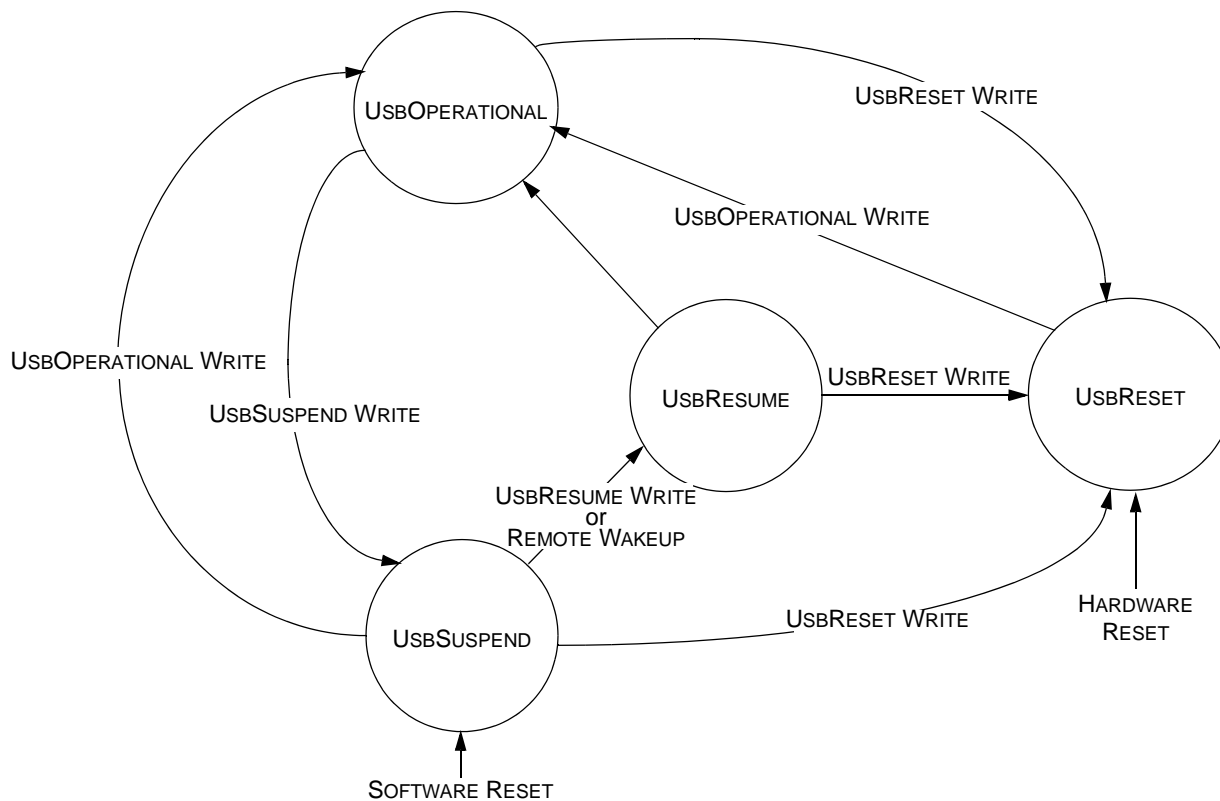 USBOPERATIONAL
USBRESET WRITE
USBOPERATIONAL WRITE
USBOPERATIONAL WRITE
USBSUSPEND WRITE
USBRESUME
USBRESET WRITE
USBRESET
USBRESUME WRITE
or
REMOTE WAKEUP
USBSUSPEND
USBRESET WRITE
HARDWARE
RESET
SOFTWARE RESET